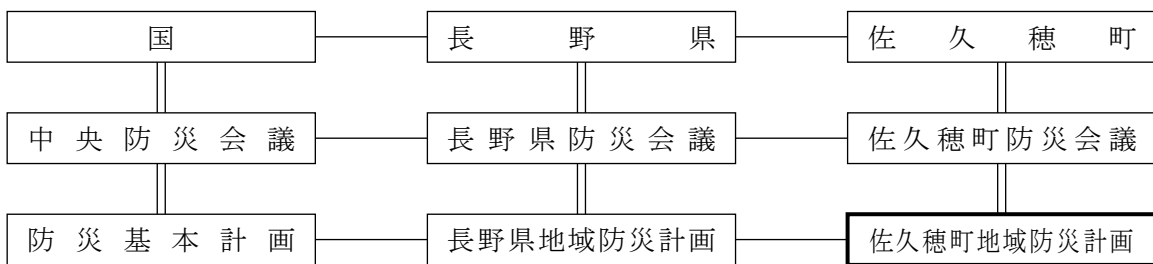 国 長野県 佐久穂町
中央防災会議 長野県防災会議 佐久穂町防災会議
防災基本計画 長野県地域防災計画 佐久穂町地域防災計画